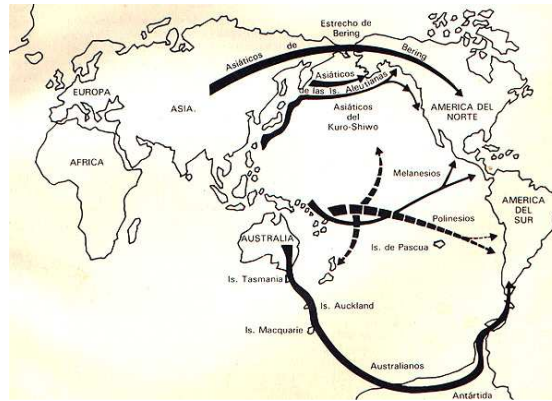 Estrecho de
Bering
Asiáticos de Bering
EUROPA
ASIA.
Asiáticos
de las Is. Aleutianas
Asiáticos
del
Kuro-Shiwo
AMERICA DEL
NORTE
AFRICA
Melanesios
AMERICA
DEL
SUR
Polinesios
AUSTRALIA
Is. de Pascua
Is. Tasmania
Is. Auckland
Is. Macquarie
Australianos
Antártida